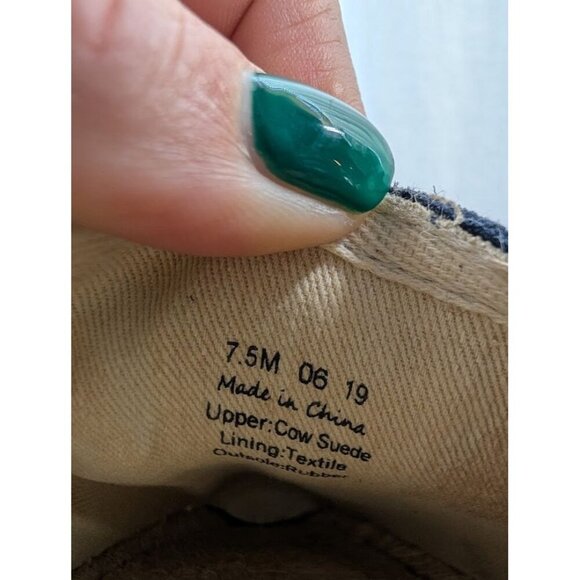 7.5M 06 19
Made in China
Upper:Cow Suede
Lining:Textile
Outsole:Rubber